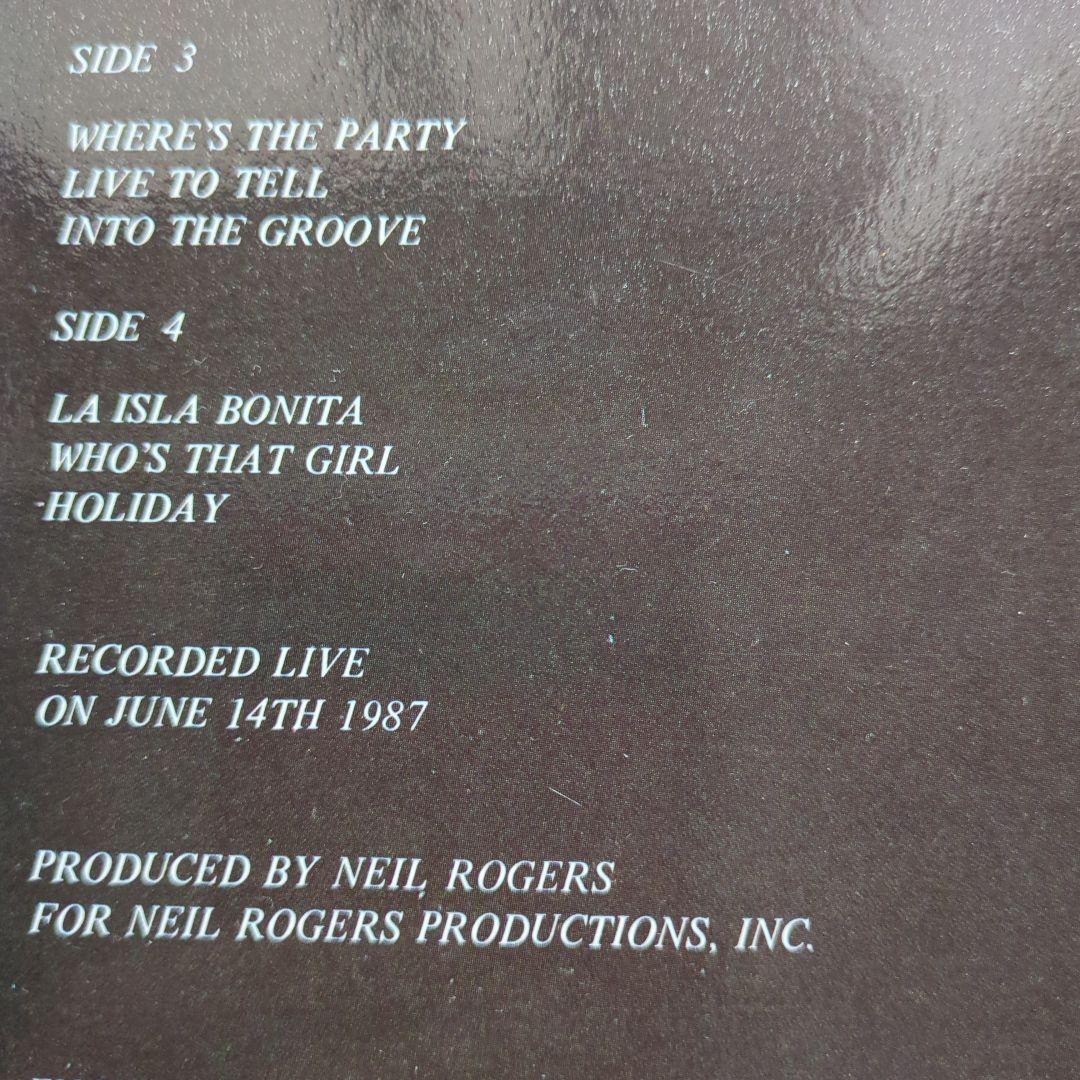 SIDE 3
WHERE'S THE PARTY
LIVE TO TELL
INTO THE GROOVE
SIDE 4
LA ISLA BONITA
WHO'S THAT GIRL
HOLIDAY
RECORDED LIVE
ON JUNE 14TH 1987
PRODUCED BY NEIL ROGERS
FOR NEIL ROGERS PRODUCTIONS, INC.